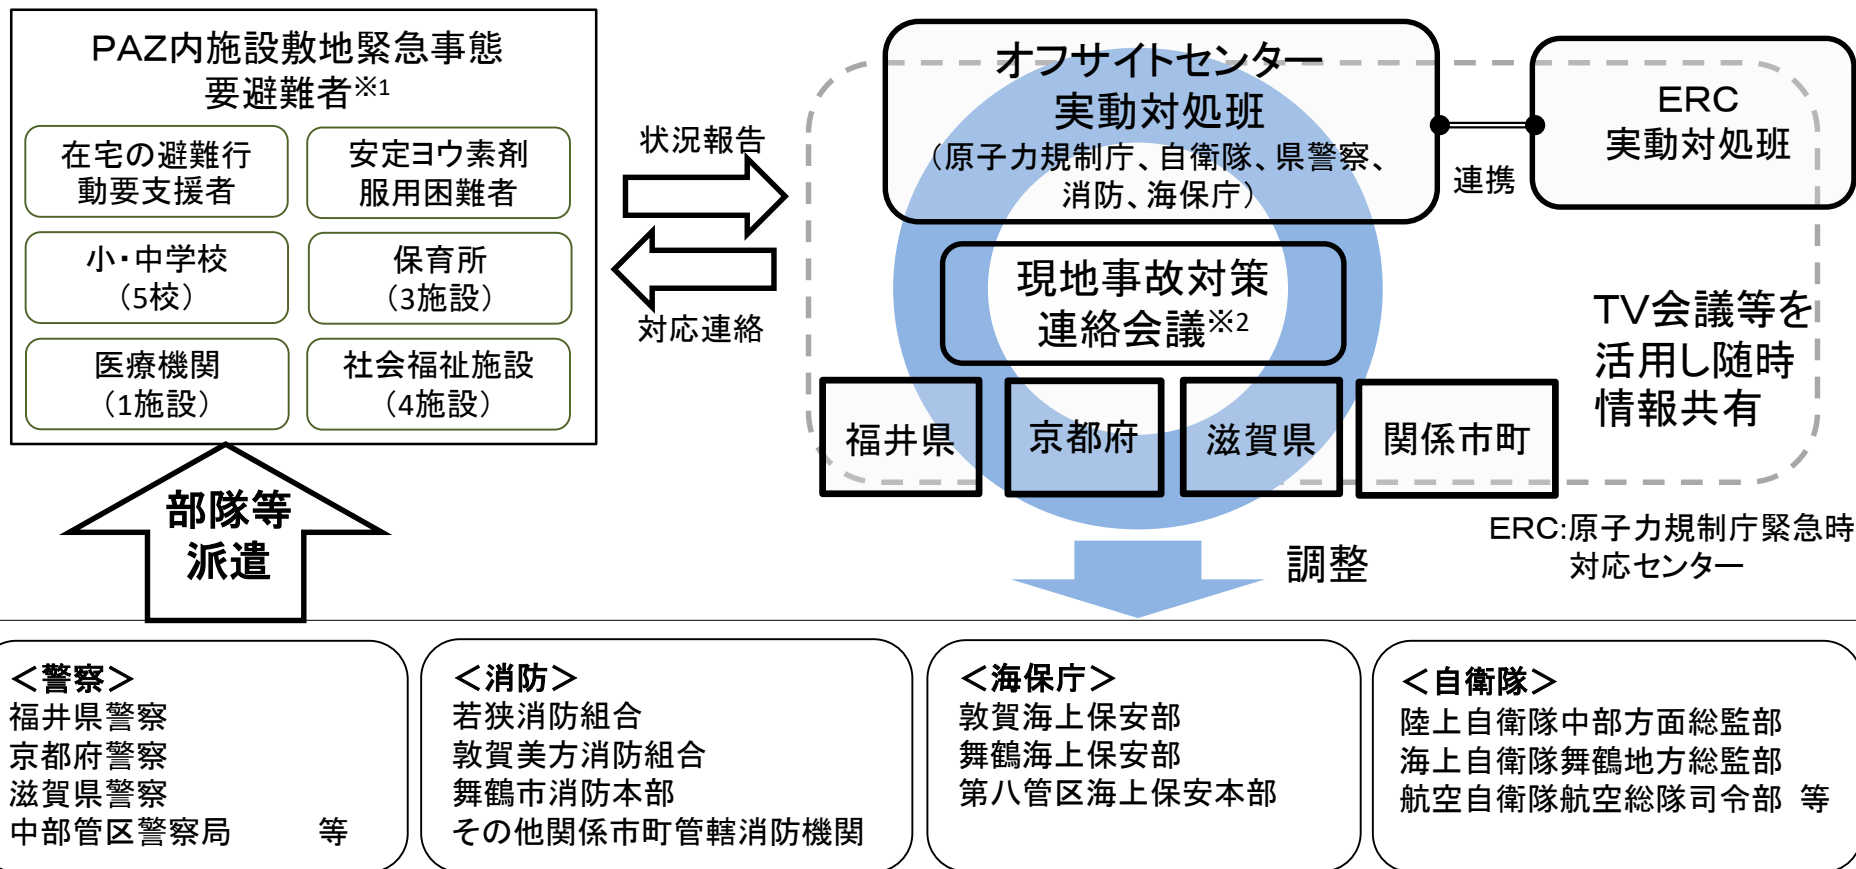 PAZ内施設敷地緊急事態
要避難者※1
在宅の避難行
動要支援者
安定ヨウ素剤
服用困難者
小・中学校
(5校)
保育所
(3施設)
医療機関
(1施設)
社会福祉施設
(4施設)
状況報告
対応連絡
オフサイトセンター
実動対処班
(原子力規制庁、自衛隊、県警察、
消防、海保庁)
連携
ERC
実動対処班
現地事故対策
連絡会議※2
福井県
京都府
滋賀県
関係市町
TV会議等を
活用し随時
情報共有
ERC:原子力規制庁緊急時
対応センター
調整
部隊等
派遣
<警察>
福井県警察
京都府警察
滋賀県警察
中部管区警察局 等
<消防>
若狭消防組合
敦賀美方消防組合
舞鶴市消防本部
その他関係市町管轄消防機関
<海保庁>
敦賀海上保安部
舞鶴海上保安部
第八管区海上保安本部
<自衛隊>
陸上自衛隊中部方面総監部
海上自衛隊舞鶴地方総監部
航空自衛隊航空総隊司令部 等